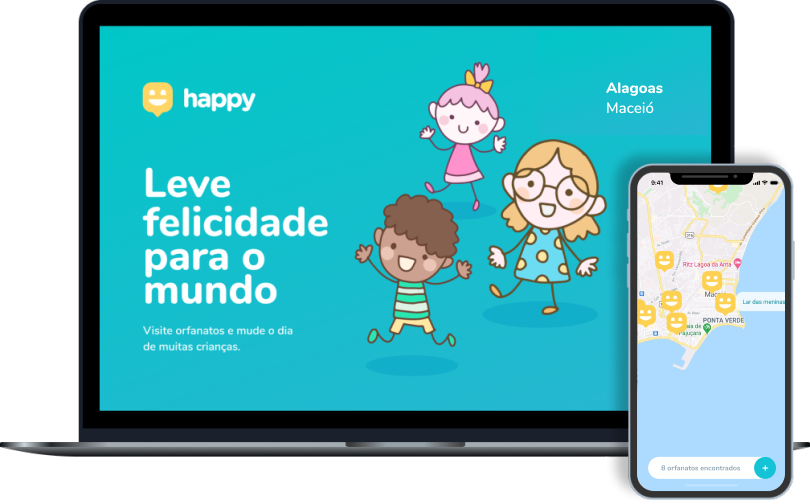 happy
Alagoas
Maceió
Leve
felicidade
para o
mundo
Visite orfanatos e mude o dia
de muitas crianças.
9:41
Ritz Lagoa da Anta
Lar das meninas
PONTA VERDE
Pajuçara
8 orfanatos encontrados
+